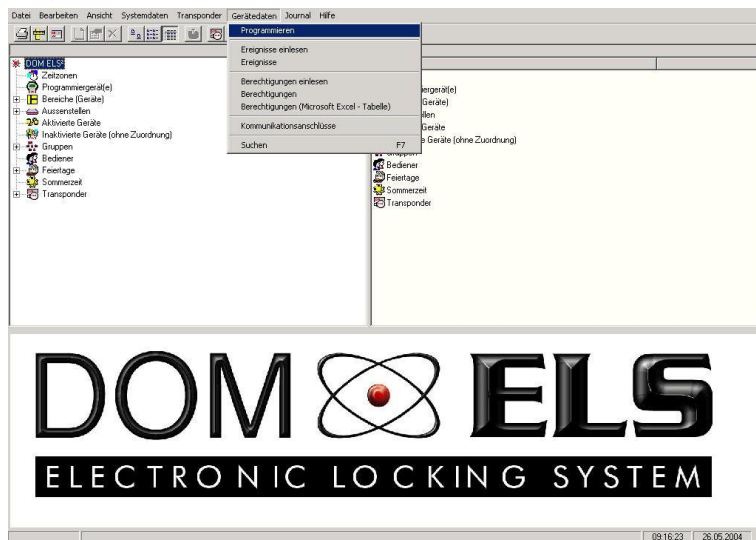 Datei Bearbeiten Ansicht Systemdaten Transponder Gerätedaten Journal Hilfe
Programmieren
Ereignisse einlesen
Ereignisse
Berechtigungen einlesen
Berechtigungen
Berechtigungen (Microsoft Excel - Tabelle)
Kommunikationsanschlüsse
Suchen F7
DOM ELS
Zeitzonen
Programmiergerät(e)
Bereiche (Geräte)
Aussenstellen
Aktivierte Geräte
Inaktivierte Geräte (ohne Zuordnung)
Gruppen
Bediener
Feiertage
Sommerzeit
Transponder
iergerät(e)
Geräte)
llen
Geräte
e Geräte (ohne Zuordnung)
Gruppen
Bediener
Feiertage
Sommerzeit
Transponder
DOM C ELS
ELECTRONIC LOCKING SYSTEM
09:16:23 26.05.2004